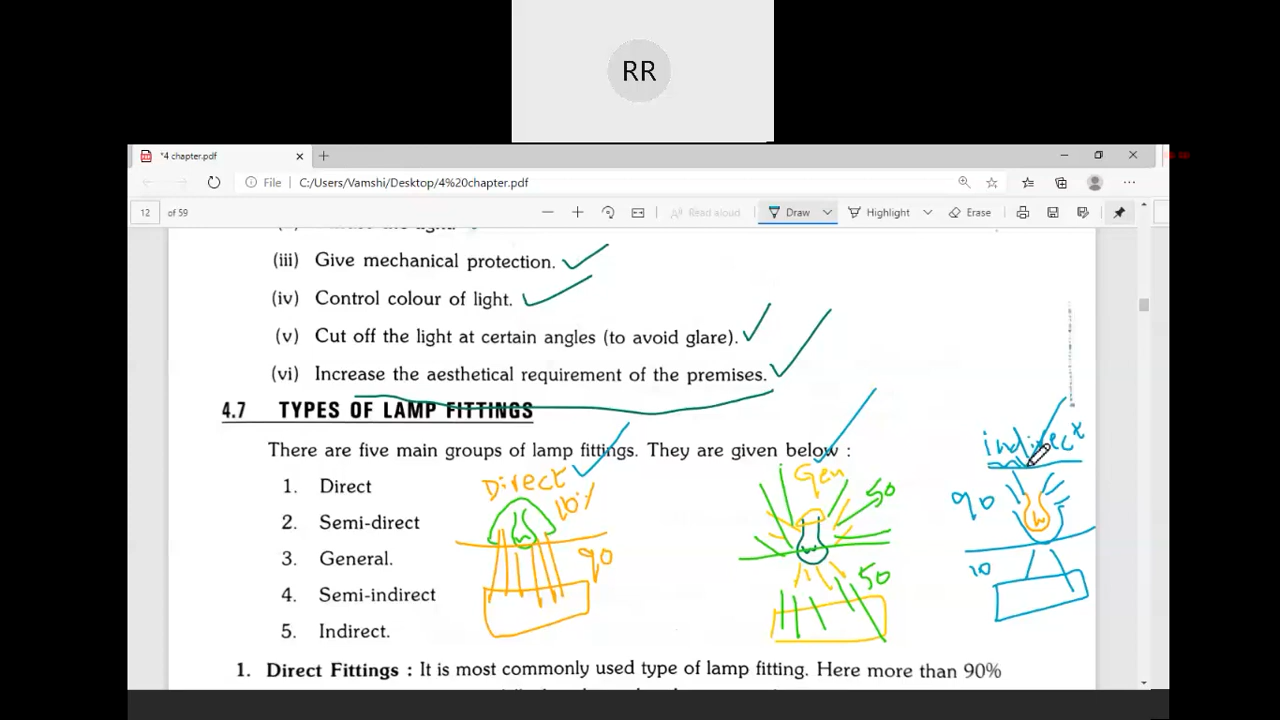 RR
*4 chapter.pdf
File C:/Users/Vamshi/Desktop/4%20chapter.pdf
12 of 59 Read aloud Draw Highlight Erase
(iii) Give mechanical protection.
(iv) Control colour of light.
(v) Cut off the light at certain angles (to avoid glare).
(vi) Increase the aesthetical requirement of the premises.
4.7 TYPES OF LAMP FITTINGS
There are five main groups of lamp fittings. They are given below :
1. Direct
2. Semi-direct
3. General.
4. Semi-indirect
5. Indirect.
Direct
10%
90
Gen
50
50
indirect
90
10
1. Direct Fittings : It is most commonly used type of lamp fitting. Here more than 90%